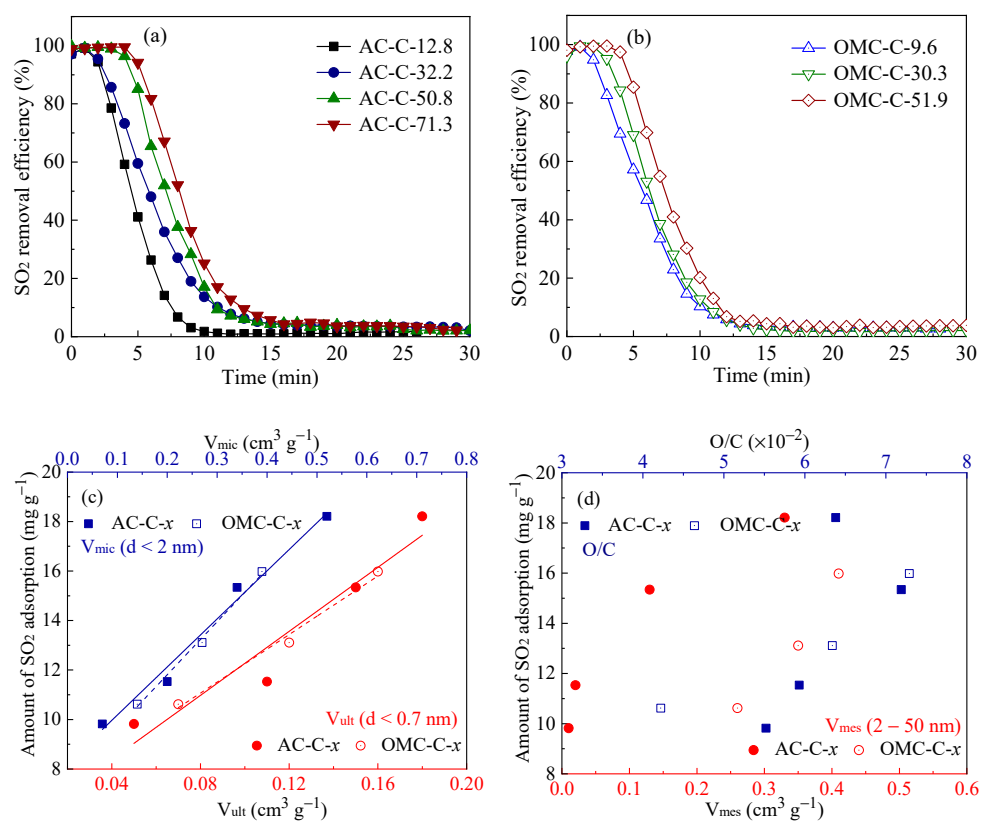 (a)
AC-C-12.8
AC-C-32.2
AC-C-50.8
AC-C-71.3
SO2 removal efficiency (%)
100
80
60
40
20
0
0 5 10 15 20 25 30
Time (min)
(b)
OMC-C-9.6
OMC-C-30.3
OMC-C-51.9
SO2 removal efficiency (%)
100
80
60
40
20
0
0 5 10 15 20 25 30
Time (min)
Vmic (cm3 g−1)
0.0 0.1 0.2 0.3 0.4 0.5 0.6 0.7 0.8
(c)
AC-C-x OMC-C-x
Vmic (d < 2 nm)
Amount of SO2 adsorption (mg g−1)
20
18
16
14
12
10
8
Vult (d < 0.7 nm)
AC-C-x OMC-C-x
0.04 0.08 0.12 0.16 0.20
Vult (cm3 g-1)
O/C (×10−2)
3 4 5 6 7 8
(d)
AC-C-x OMC-C-x
O/C
Amount of SO2 adsorption (mg g−1)
20
18
16
14
12
10
8
Vmes (2 − 50 nm)
AC-C-x OMC-C-x
0.0 0.1 0.2 0.3 0.4 0.5 0.6
Vmes (cm3 g-1)